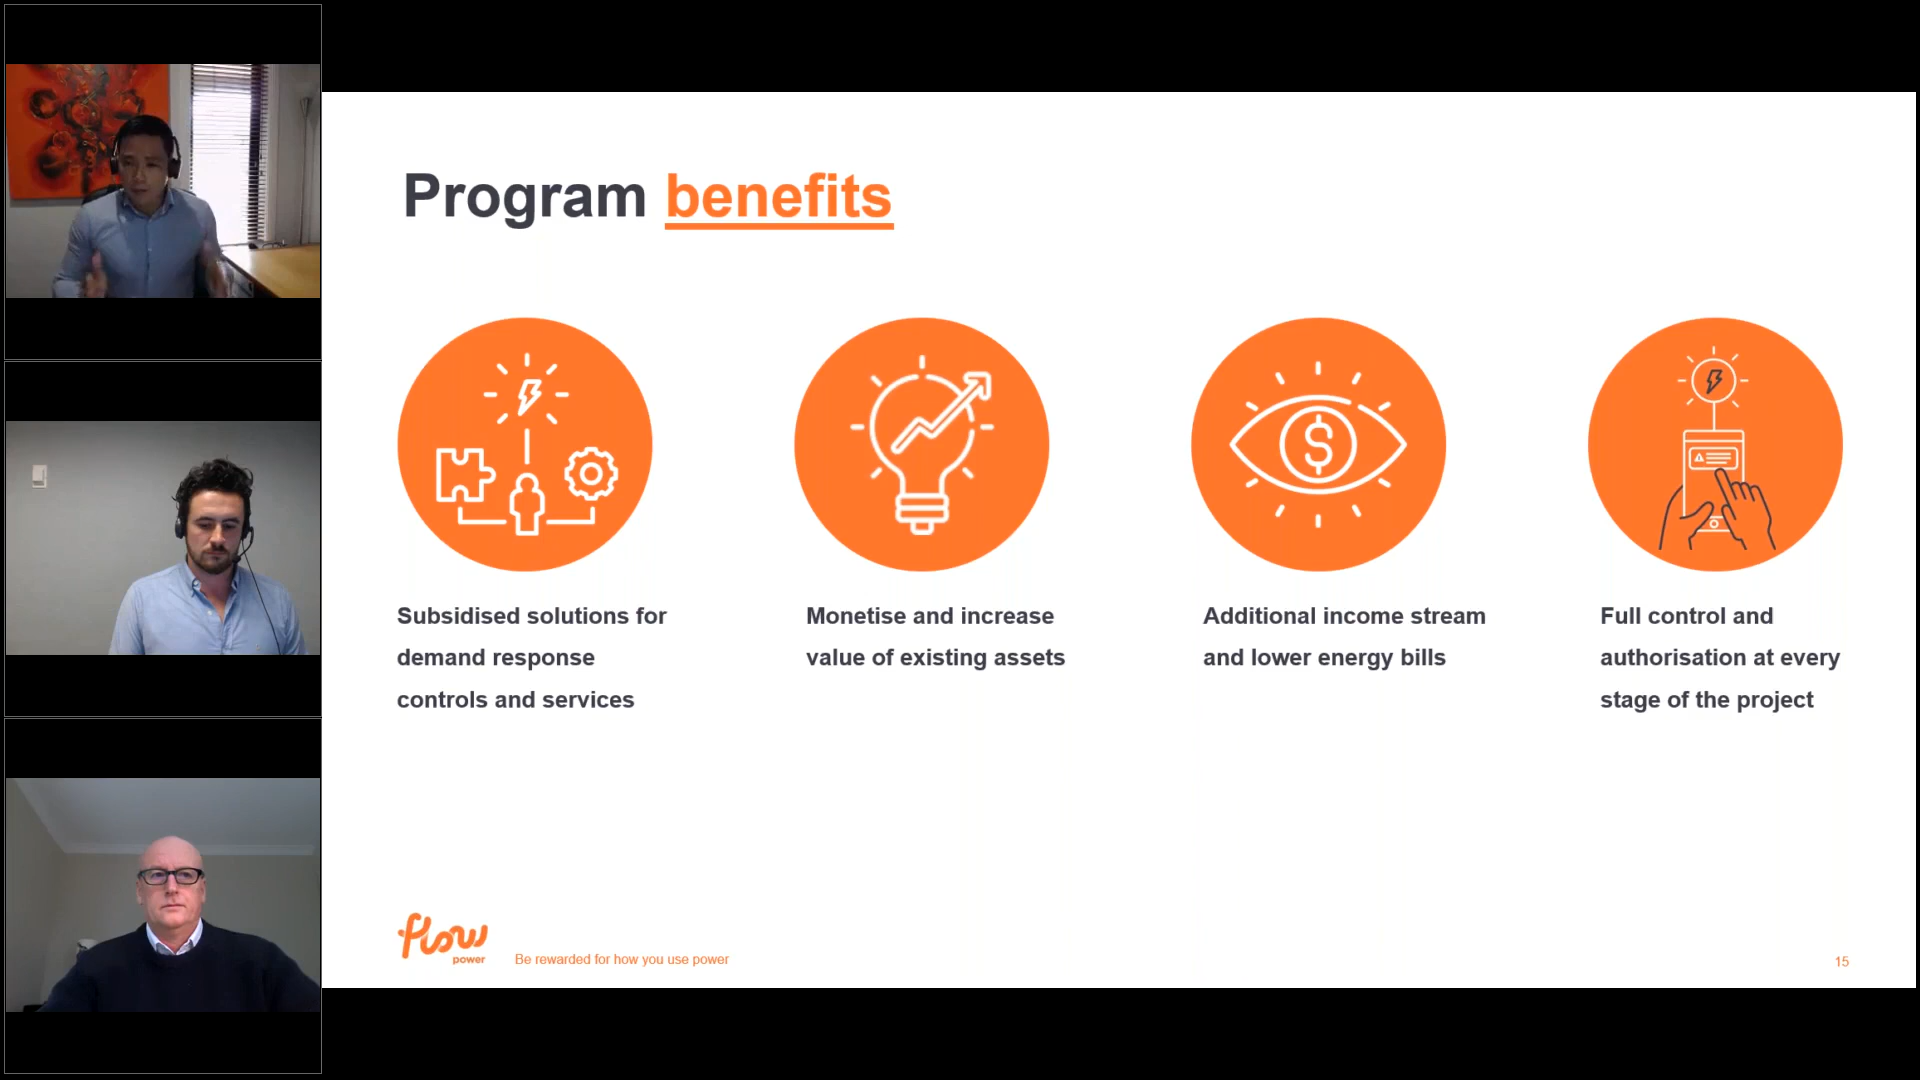 Program benefits
Subsidised solutions for
demand response
controls and services
Monetise and increase
value of existing assets
Additional income stream
and lower energy bills
Full control and
authorisation at every
stage of the project
flow
power
Be rewarded for how you use power
15